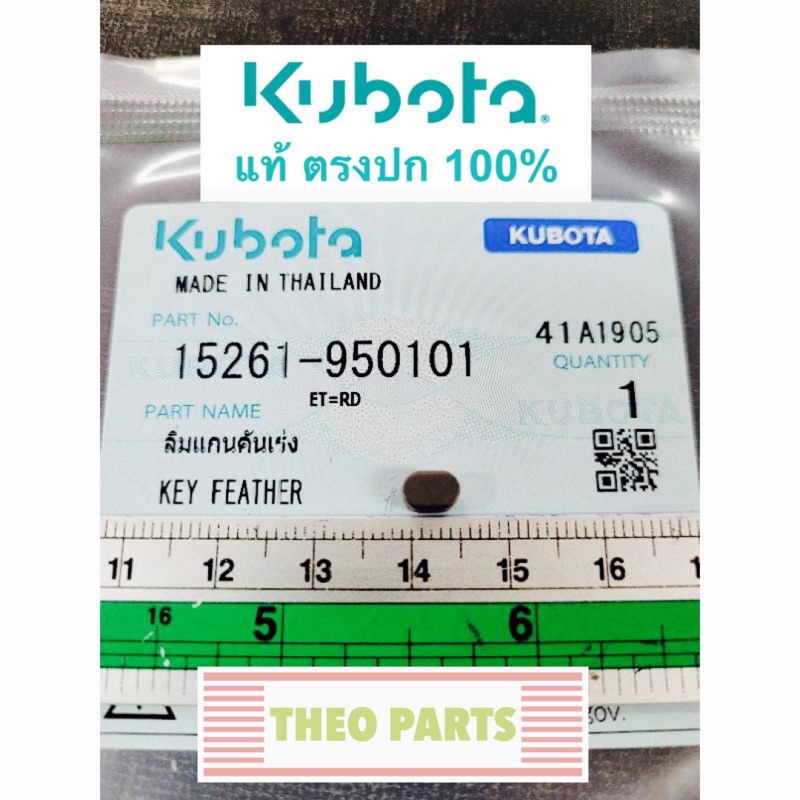 Kubota®
แท้ ตรงปก 100%
Kubota KUBOTA
MADE IN THAILAND
PART No. 41A1905
15261-950101 QUANTITY
ET=RD 1
PART NAME
ลิ่มแกนคันเร่ง
KEY FEATHER
11 12 13 14 15 16 1
16 5 6
THEO PARTS
gov.